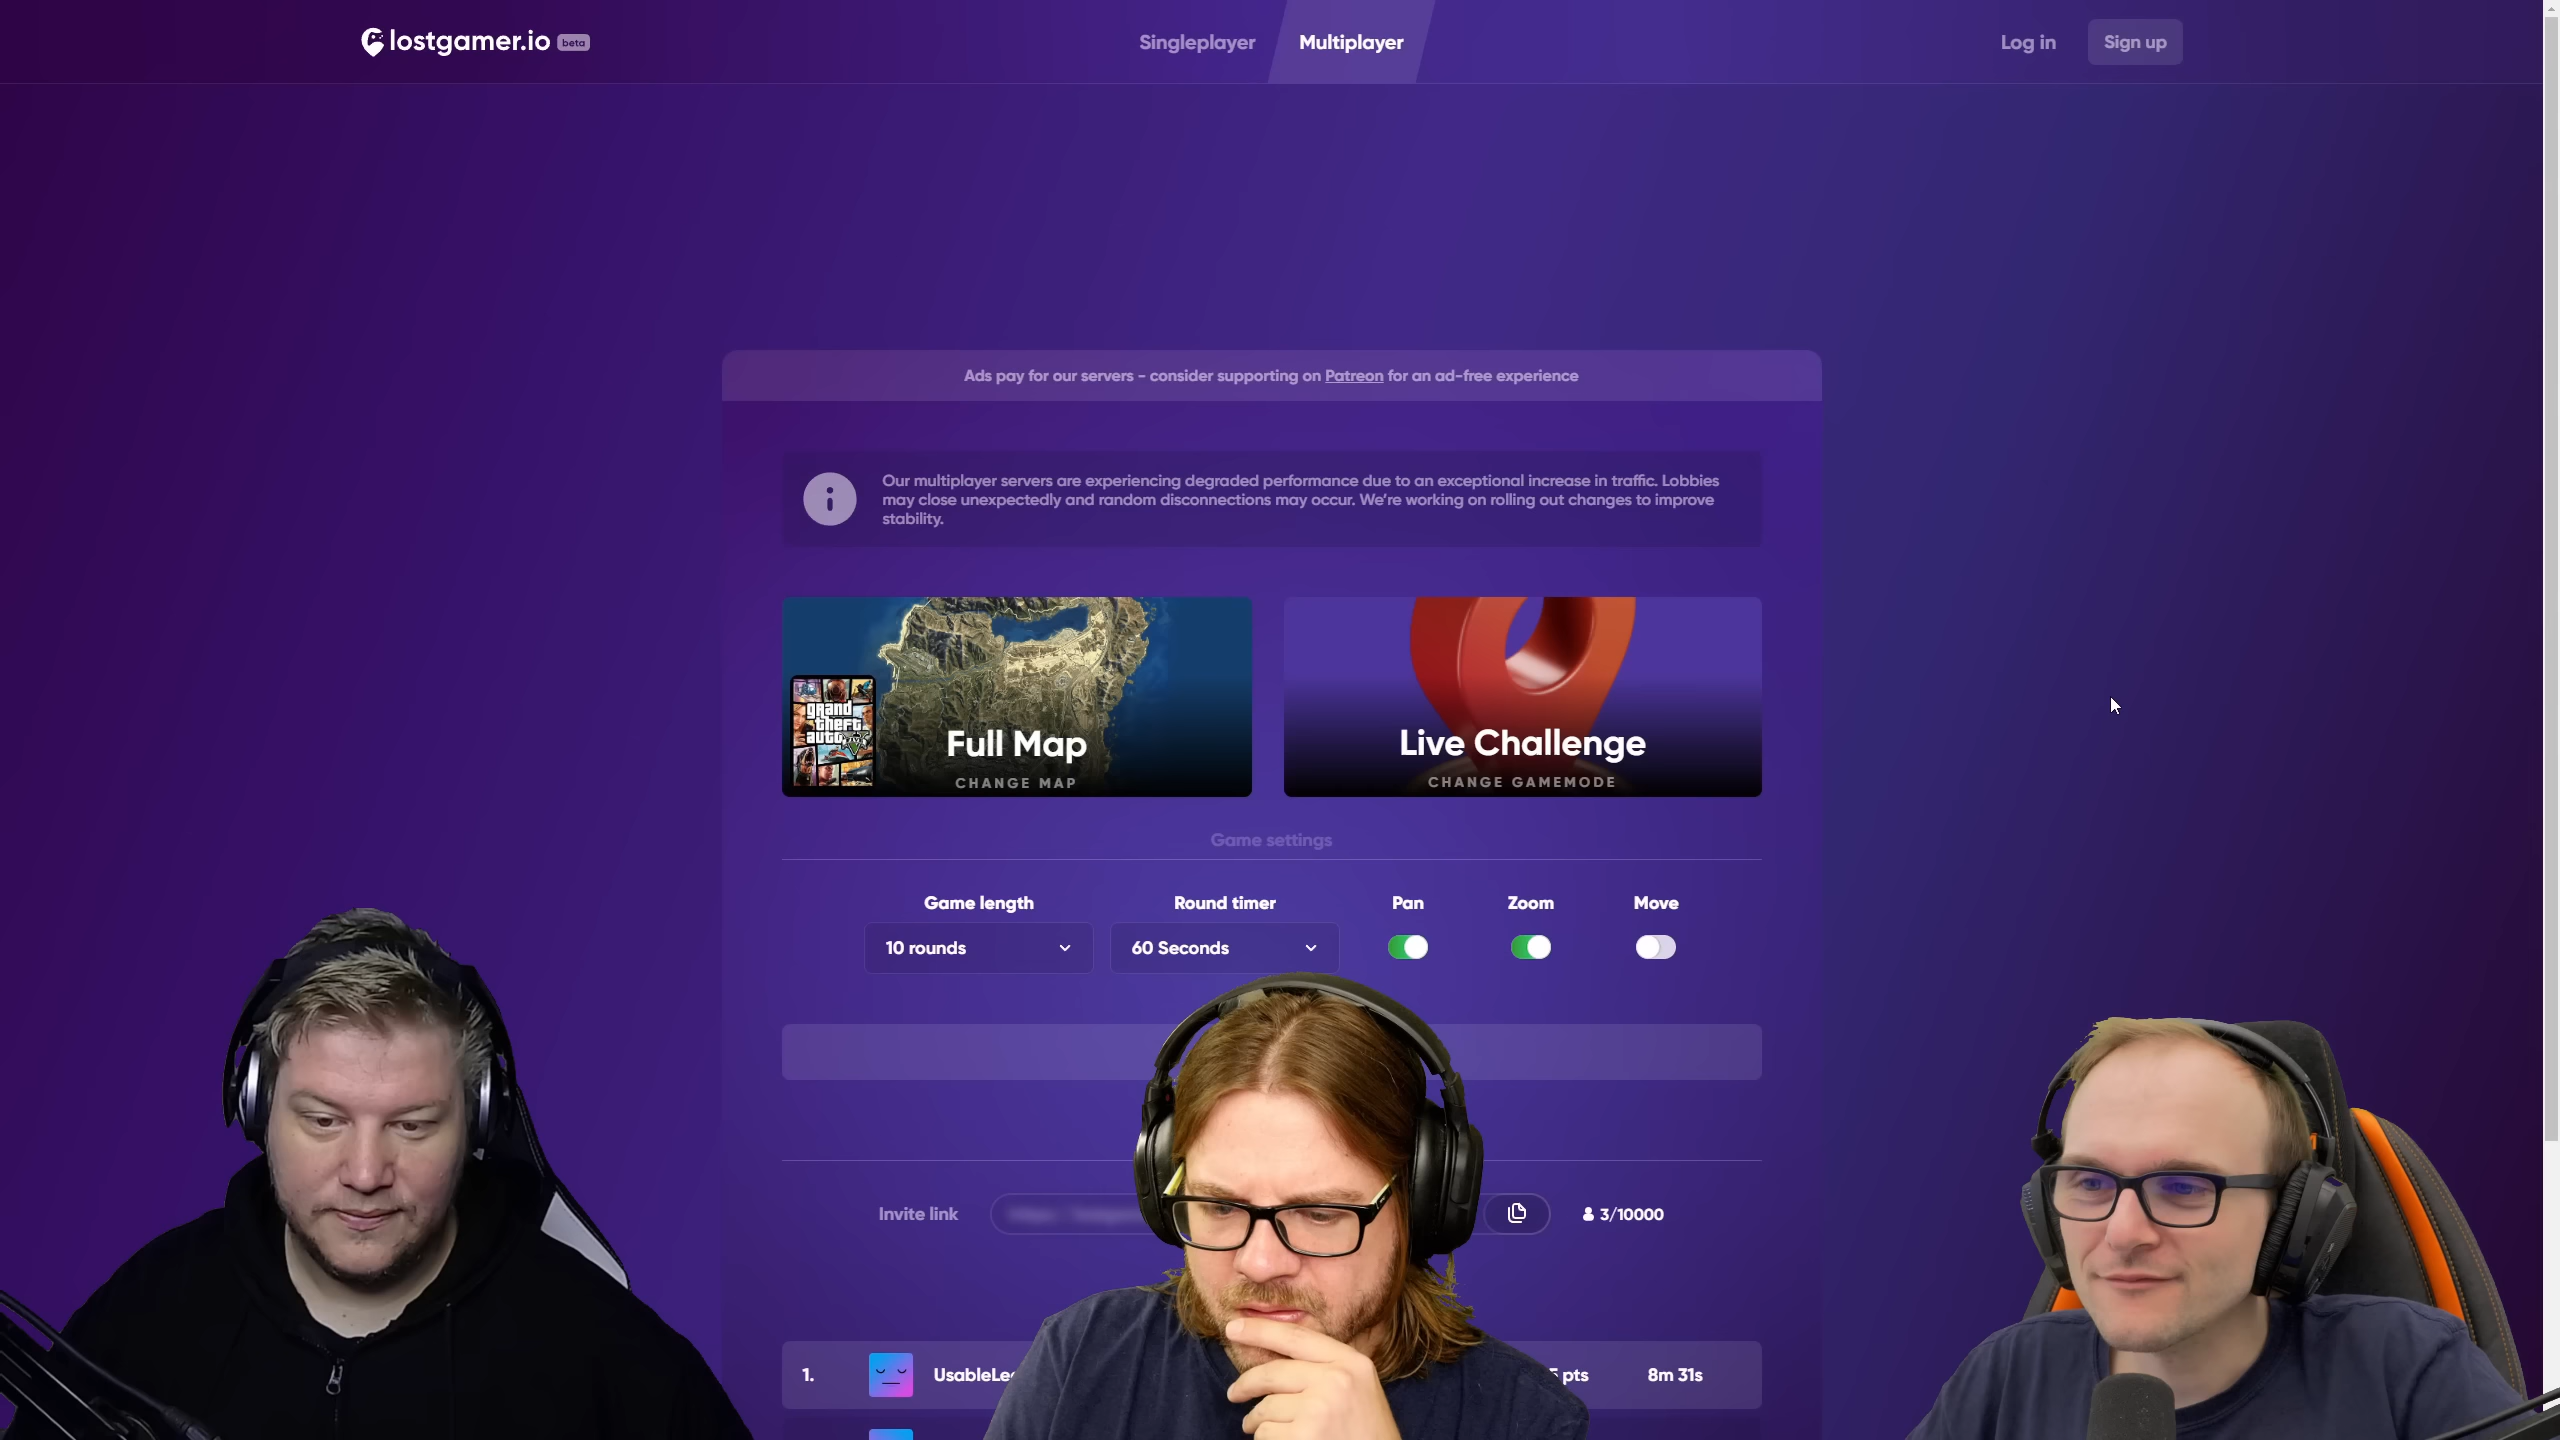 lostgamer.io beta
Singleplayer
Multiplayer
Log in
Sign up
Ads pay for our servers - consider supporting on Patreon for an ad-free experience
Our multiplayer servers are experiencing degraded performance due to an exceptional increase in traffic. Lobbies
may close unexpectedly and random disconnections may occur. We're working on rolling out changes to improve
stability.
grand
theft
auto V
Full Map
CHANGE MAP
Live Challenge
CHANGE GAMEMODE
Game settings
Game length
Round timer
Pan
Zoom
Move
10 rounds
60 Seconds
Invite link
3/10000
1.
pts
8m 31s